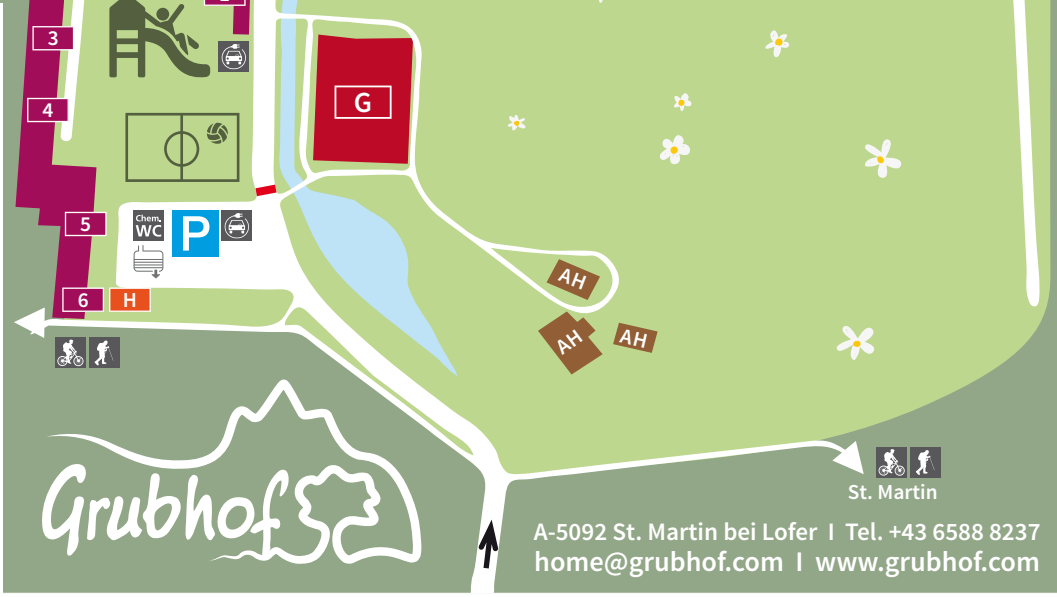 3
4
G
Chem.
WC
P
5
AH
6
H
AH
AH
Grubhof
St. Martin
A-5092 St. Martin bei Lofer I Tel. +43 6588 8237
home@grubhof.com I www.grubhof.com